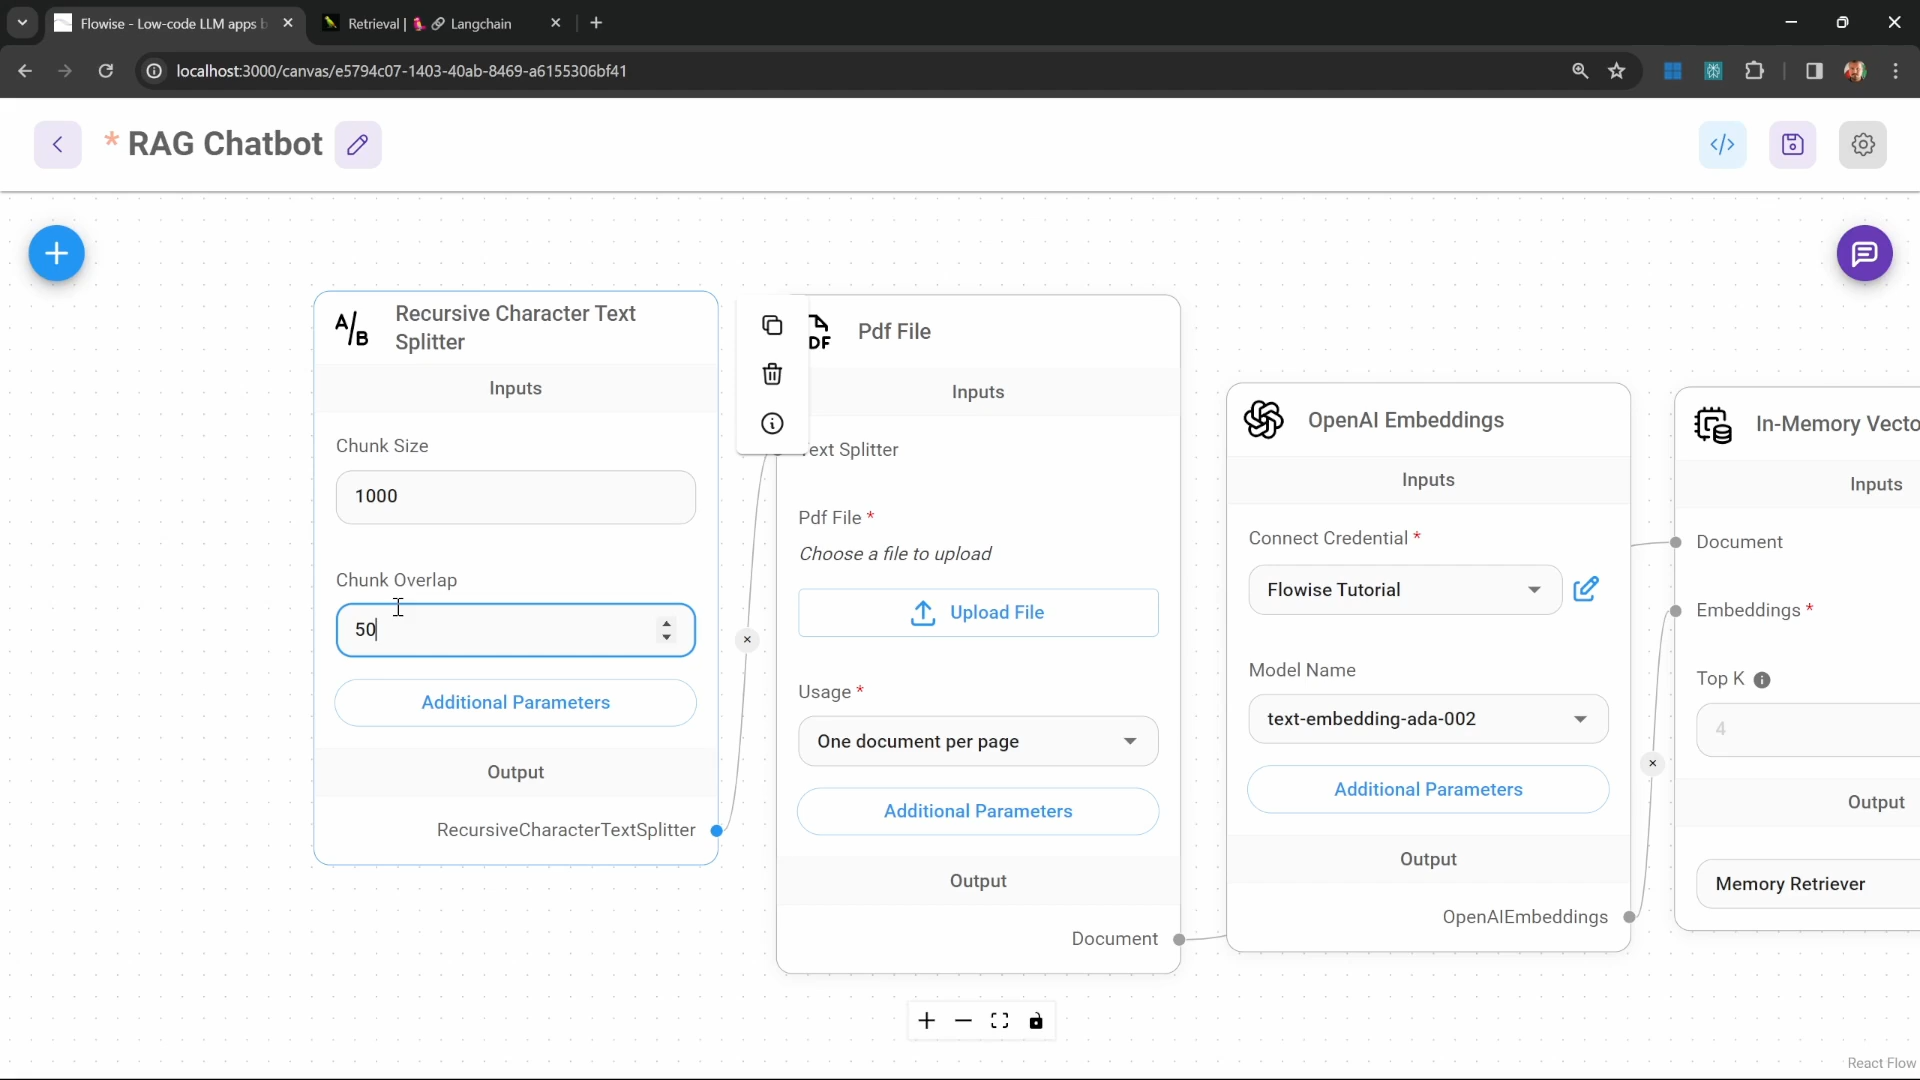 Flowise - Low-code LLM apps b
Retrieval | 🦜🔗 Langchain
localhost:3000/canvas/e5794c07-1403-40ab-8469-a6155306bf41
* RAG Chatbot
Recursive Character Text
Splitter
Inputs
Chunk Size
1000
Chunk Overlap
50
Additional Parameters
Output
RecursiveCharacterTextSplitter
PDF
Pdf File
Inputs
Text Splitter
Pdf File *
Choose a file to upload
Upload File
Usage *
One document per page
Additional Parameters
Output
Document
OpenAI Embeddings
Inputs
Connect Credential *
Flowise Tutorial
Model Name
text-embedding-ada-002
Additional Parameters
Output
OpenAIEmbeddings
In-Memory Vecto
Inputs
Document
Embeddings *
Top K
4
Output
Memory Retriever
React Flow